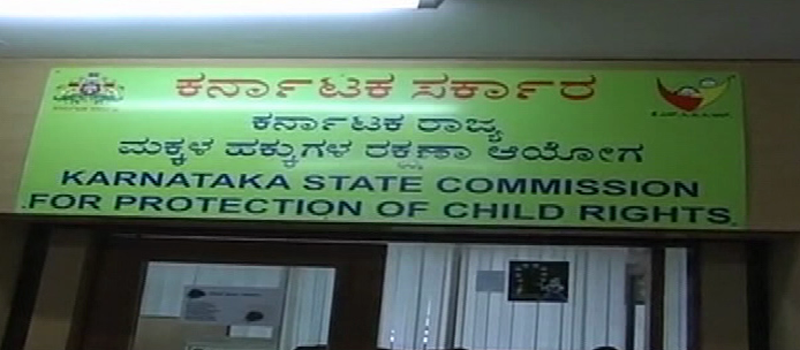 ಕರ್ನಾಟಕ ಸರ್ಕಾರ
ಕರ್ನಾಟಕ ರಾಜ್ಯ
ಮಕ್ಕಳ ಹಕ್ಕುಗಳ ರಕ್ಷಣಾ ಆಯೋಗ
KARNATAKA STATE COMMISSION
FOR PROTECTION OF CHILD RIGHTS